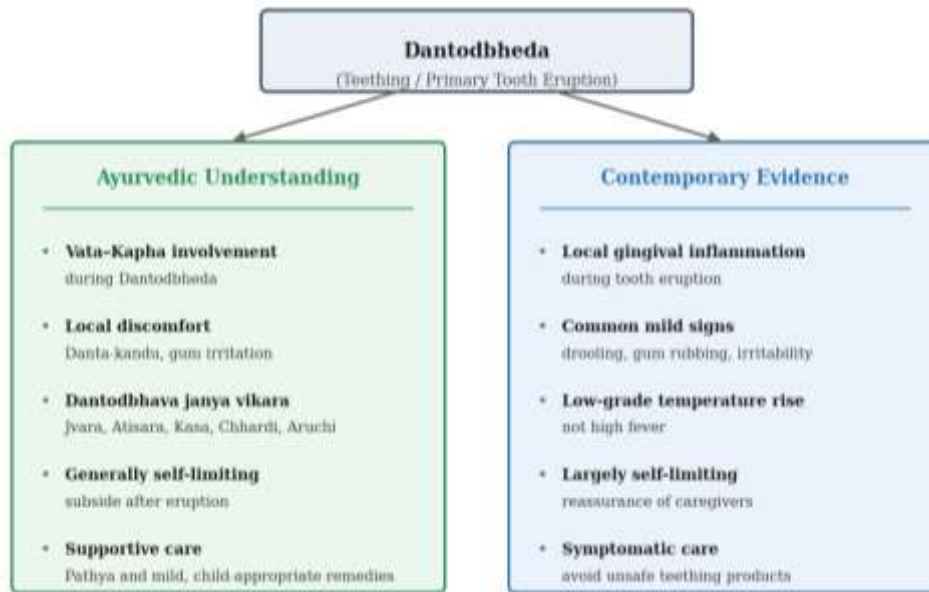 Dantodbheda
(Teething / Primary Tooth Eruption)
Ayurvedic Understanding
• Vata–Kapha involvement
during Dantodbheda
• Local discomfort
Danta-kandu, gum irritation
• Dantodbhava janya vikara
Jvara, Atisara, Kasa, Chhardi, Aruchi
• Generally self-limiting
subside after eruption
• Supportive care
Pathya and mild, child-appropriate remedies
Contemporary Evidence
• Local gingival inflammation
during tooth eruption
• Common mild signs
drooling, gum rubbing, irritability
• Low-grade temperature rise
not high fever
• Largely self-limiting
reassurance of caregivers
• Symptomatic care
avoid unsafe teething products